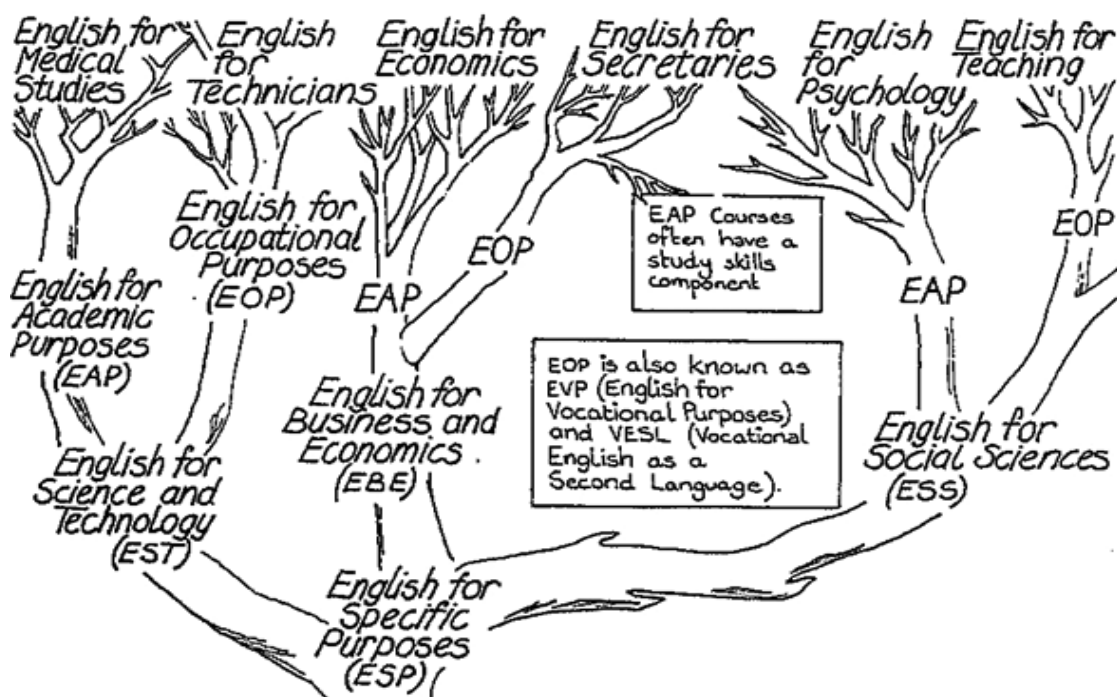 English for
Medical
Studies
English
for
Technicians
English for
Economics
English for
Secretaries
English
for
Psychology
English for
Teaching
English for
Occupational
Purposes
(EOP)
English for
Academic
Purposes
(EAP)
EAP
EOP
EAP Courses
often have a
study skills
component
EAP
EOP
English for
Business and
Economics
(EBE)
EOP is also known as
EVP (English for
Vocational Purposes)
and VESL (Vocational
English as a
Second Language).
English for
Social Sciences
(ESS)
English for
Science and
Technology
(EST)
English for
Specific
Purposes
(ESP)